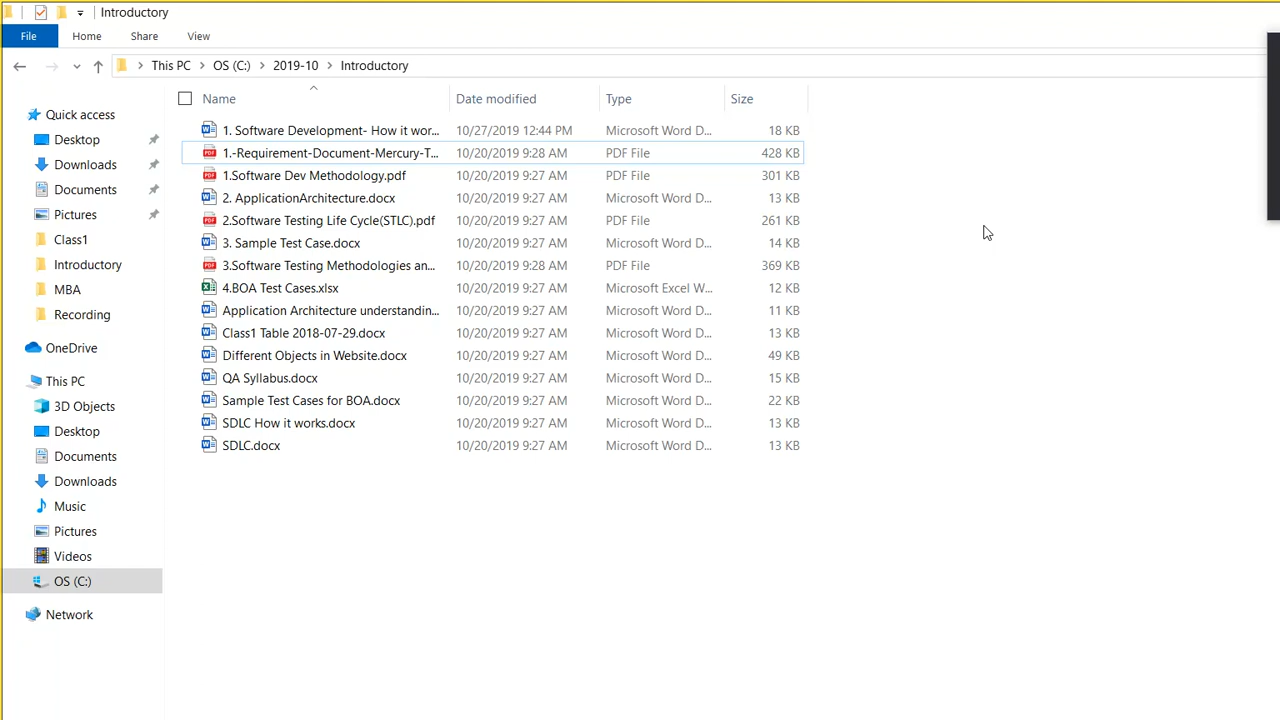 Introductory
File Home Share View
This PC OS (C:) 2019-10 Introductory
Name Date modified Type Size
Quick access
Desktop
Downloads
Documents
Pictures
Class1
Introductory
MBA
Recording
OneDrive
This PC
3D Objects
Desktop
Documents
Downloads
Music
Pictures
Videos
OS (C:)
Network
1. Software Development- How it wor... 10/27/2019 12:44 PM Microsoft Word D... 18 KB
1.-Requirement-Document-Mercury-T... 10/20/2019 9:28 AM PDF File 428 KB
1.Software Dev Methodology.pdf 10/20/2019 9:27 AM PDF File 301 KB
2. ApplicationArchitecture.docx 10/20/2019 9:27 AM Microsoft Word D... 13 KB
2.Software Testing Life Cycle(STLC).pdf 10/20/2019 9:27 AM PDF File 261 KB
3. Sample Test Case.docx 10/20/2019 9:27 AM Microsoft Word D... 14 KB
3.Software Testing Methodologies an... 10/20/2019 9:28 AM PDF File 369 KB
4.BOA Test Cases.xlsx 10/20/2019 9:27 AM Microsoft Excel W... 12 KB
Application Architecture understandin... 10/20/2019 9:27 AM Microsoft Word D... 11 KB
Class1 Table 2018-07-29.docx 10/20/2019 9:27 AM Microsoft Word D... 13 KB
Different Objects in Website.docx 10/20/2019 9:27 AM Microsoft Word D... 49 KB
QA Syllabus.docx 10/20/2019 9:27 AM Microsoft Word D... 15 KB
Sample Test Cases for BOA.docx 10/20/2019 9:27 AM Microsoft Word D... 22 KB
SDLC How it works.docx 10/20/2019 9:27 AM Microsoft Word D... 13 KB
SDLC.docx 10/20/2019 9:27 AM Microsoft Word D... 13 KB